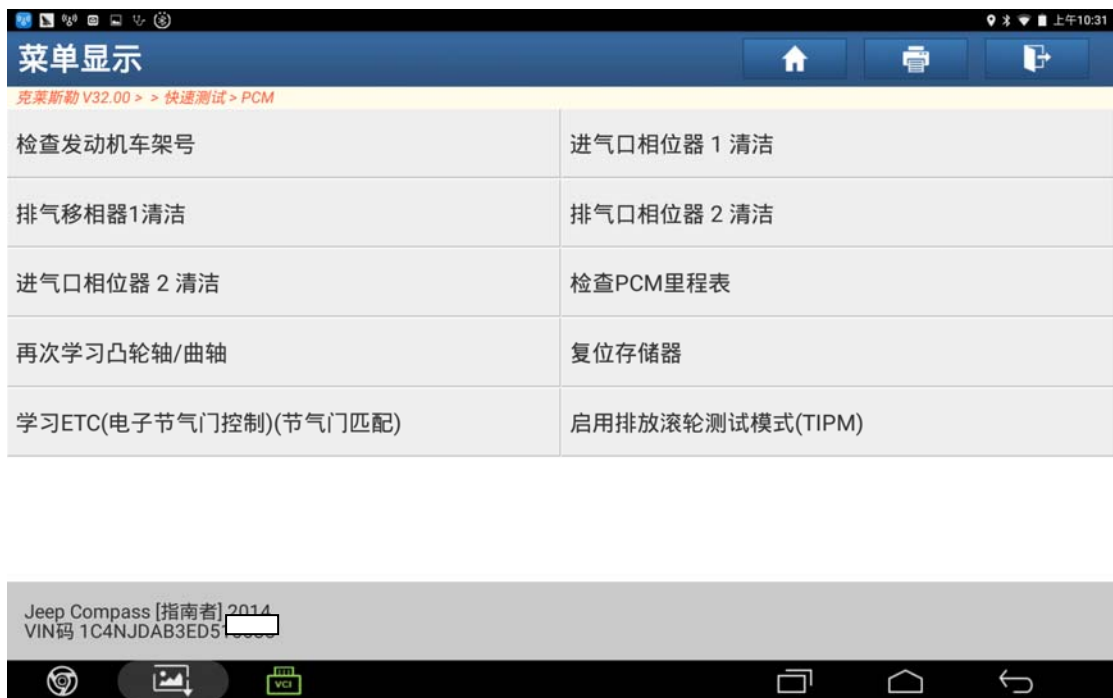 上午10:31
菜单显示
克莱斯勒 V32.00 > > 快速测试 > PCM
检查发动机车架号
进气口相位器 1 清洁
排气移相器1清洁
排气口相位器 2 清洁
进气口相位器 2 清洁
检查PCM里程表
再次学习凸轮轴/曲轴
复位存储器
学习ETC(电子节气门控制)(节气门匹配)
启用排放滚轮测试模式(TIPM)
Jeep Compass [指南者] 2014
VIN码 1C4NJDAB3ED5
VCI